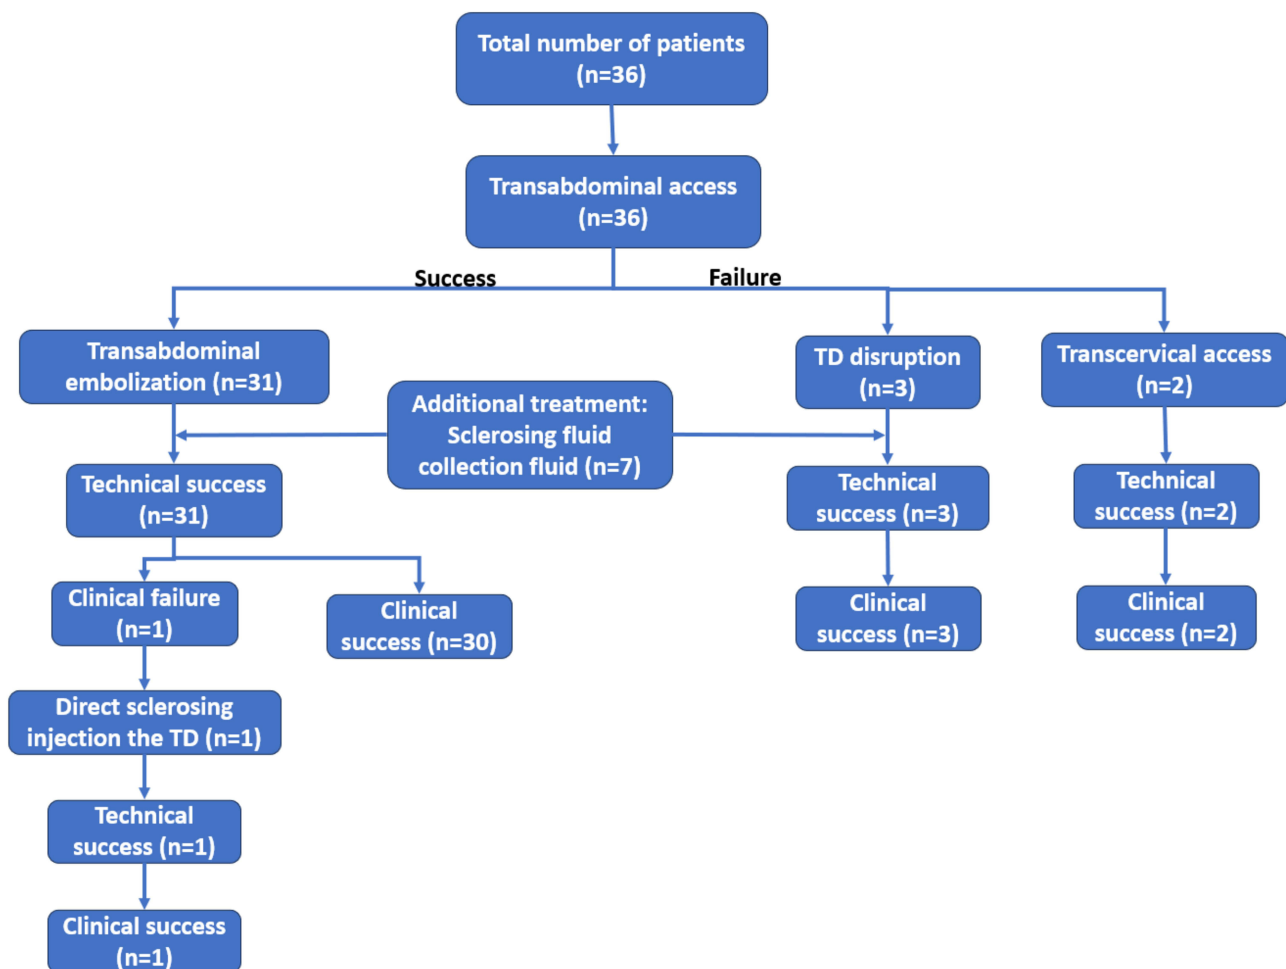 Total number of patients
(n=36)
Transabdominal access
(n=36)
Success
Failure
Transabdominal
embolization (n=31)
TD disruption
(n=3)
Transcervical access
(n=2)
Additional treatment:
Sclerosing fluid
collection fluid (n=7)
Technical success
(n=31)
Technical
success (n=3)
Technical
success (n=2)
Clinical failure
(n=1)
Clinical
success (n=30)
Clinical
success (n=3)
Clinical
success (n=2)
Direct sclerosing
injection the TD (n=1)
Technical
success (n=1)
Clinical success
(n=1)